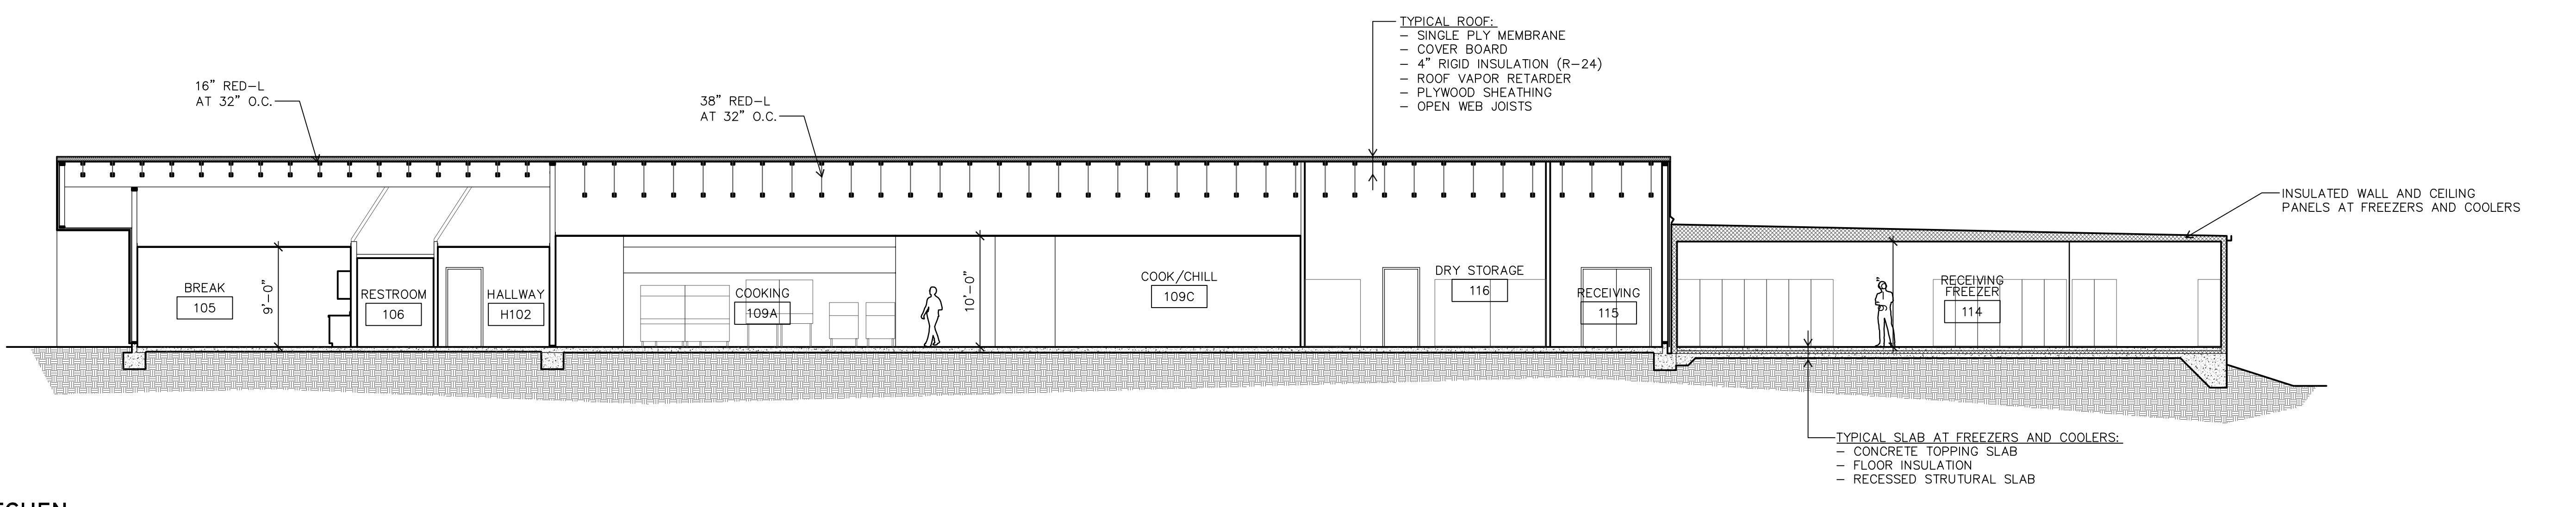 TYPICAL ROOF:
– SINGLE PLY MEMBRANE
– COVER BOARD
– 4" RIGID INSULATION (R–24)
– ROOF VAPOR RETARDER
– PLYWOOD SHEATHING
– OPEN WEB JOISTS
16" RED–L
AT 32" O.C.
38" RED–L
AT 32" O.C.
INSULATED WALL AND CEILING
PANELS AT FREEZERS AND COOLERS
BREAK
105
9'–0"
RESTROOM
106
HALLWAY
H102
COOKING
109A
10'–0"
COOK/CHILL
109C
DRY STORAGE
116
RECEIVING
115
RECEIVING
FREEZER
114
TYPICAL SLAB AT FREEZERS AND COOLERS:
– CONCRETE TOPPING SLAB
– FLOOR INSULATION
– RECESSED STRUTURAL SLAB